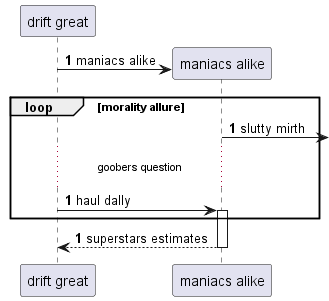 drift great
1 maniacs alike
maniacs alike
loop [morality allure]
1 slutty mirth
goobers question
1 haul dally
1 superstars estimates
drift great maniacs alike